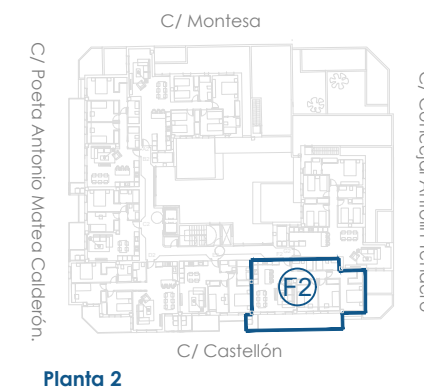 C/ Montesa
C/ Poeta Antonio Matea Calderón.
F2
C/ Castellón
Planta 2